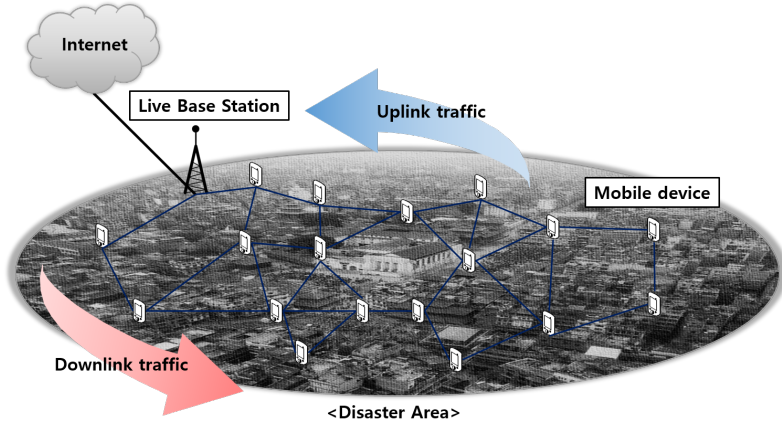 Internet
Live Base Station
Uplink traffic
Mobile device
Downlink traffic
<Disaster Area>